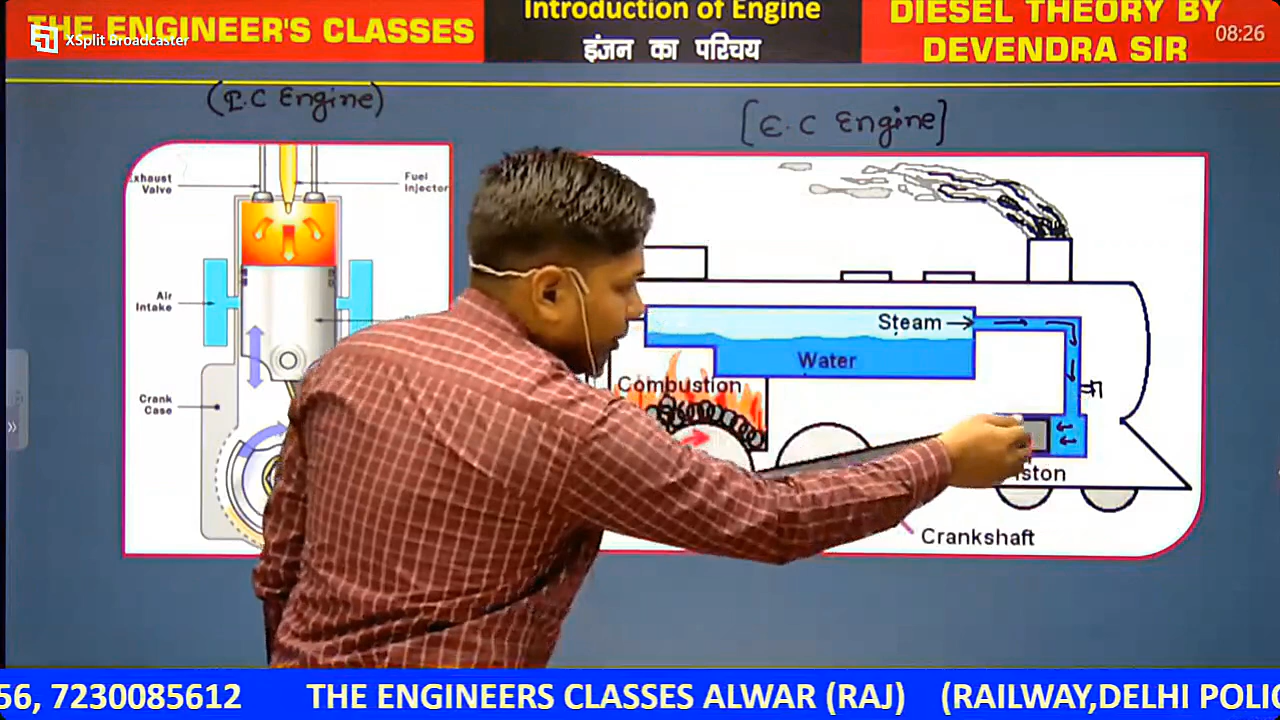 THE ENGINEER'S CLASSES
XSplit Broadcaster
Introduction of Engine
इंजन का परिचय
DIESEL THEORY BY
DEVENDRA SIR
08:26
(I.C Engine)
[E.C Engine]
Exhaust
Valve
Fuel
Injector
Air
Intake
Crank
Case
Steam
Water
Combustion
Crankshaft
56, 7230085612 THE ENGINEERS CLASSES ALWAR (RAJ) (RAILWAY,DELHI POLIC